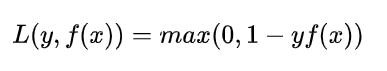 L(y, f(x)) = max(0, 1 − yf(x))